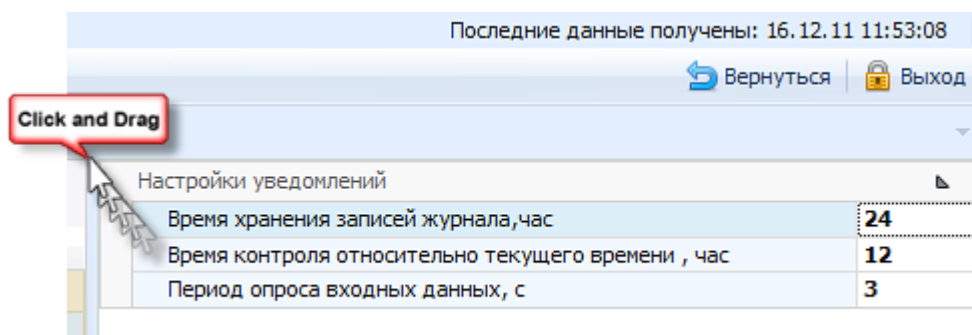 Последние данные получены: 16.12.11 11:53:08
Вернуться Выход
Click and Drag
Настройки уведомлений
Время хранения записей журнала,час 24
Время контроля относительно текущего времени , час 12
Период опроса входных данных, с 3